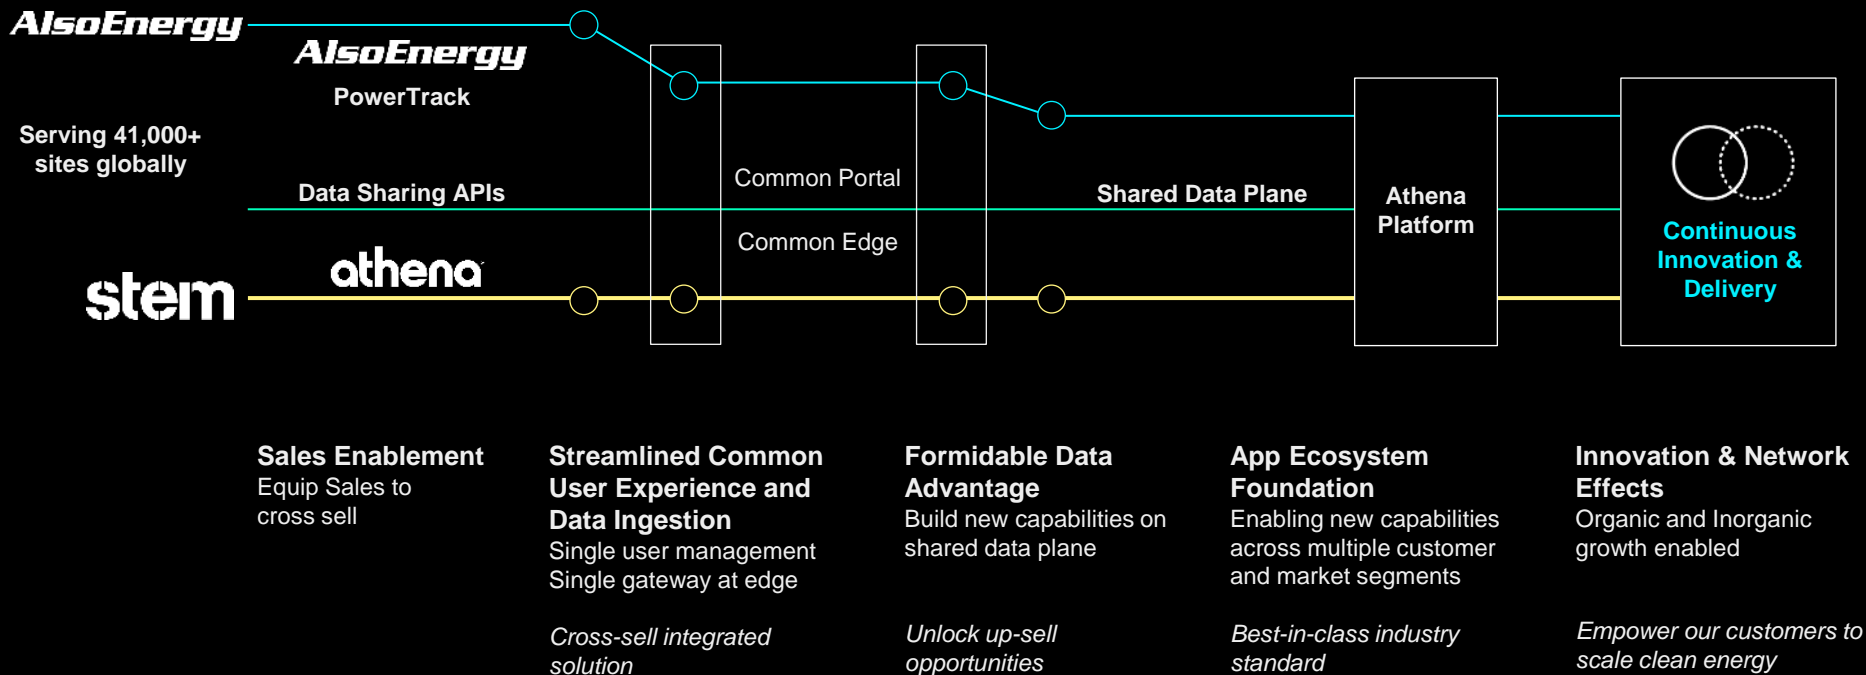 AlsoEnergy
AlsoEnergy
PowerTrack
Serving 41,000+
sites globally
Data Sharing APIs
Common Portal
Common Edge
Shared Data Plane
athena
stem
Athena
Platform
Continuous
Innovation &
Delivery
Sales Enablement
Equip Sales to
cross sell
Streamlined Common
User Experience and
Data Ingestion
Single user management
Single gateway at edge
Cross-sell integrated
solution
Formidable Data
Advantage
Build new capabilities on
shared data plane
Unlock up-sell
opportunities
App Ecosystem
Foundation
Enabling new capabilities
across multiple customer
and market segments
Best-in-class industry
standard
Innovation & Network
Effects
Organic and Inorganic
growth enabled
Empower our customers to
scale clean energy